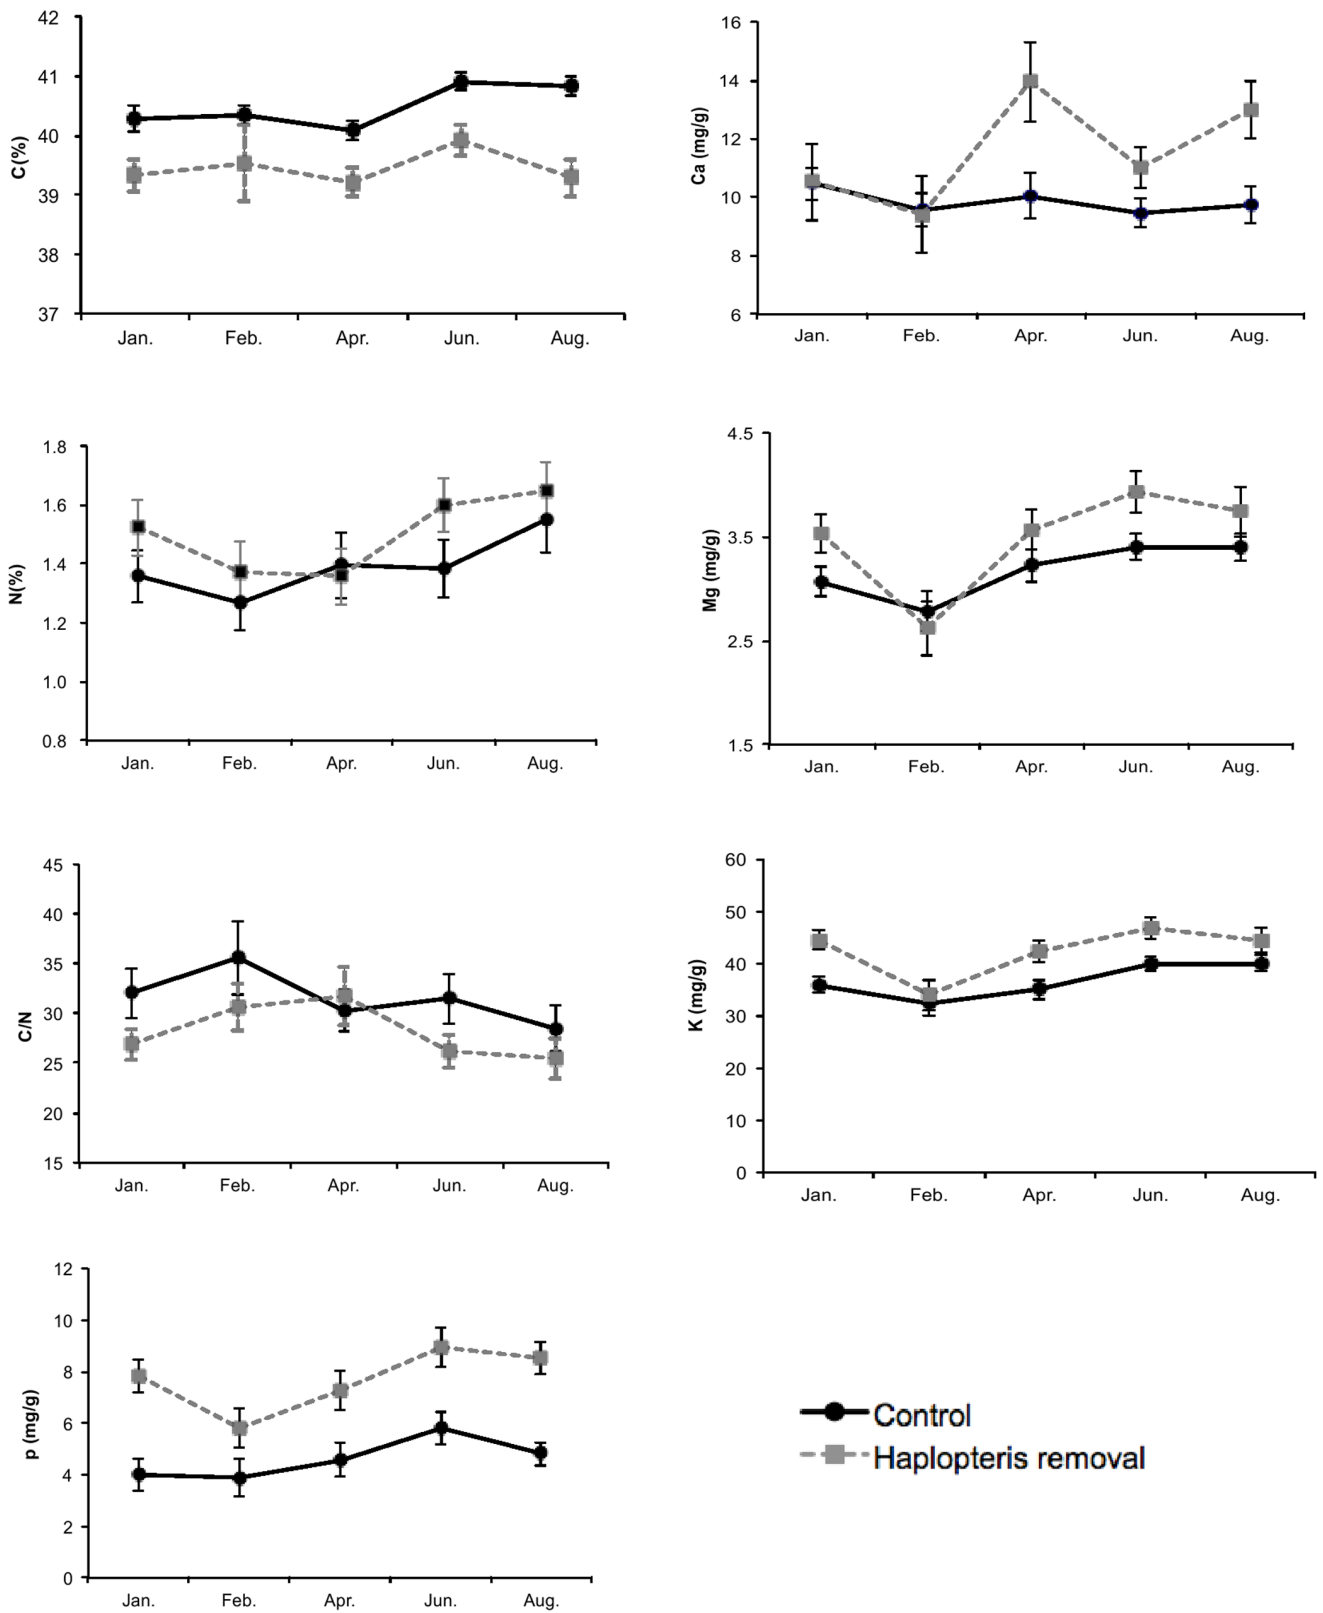 42
41
40
39
38
37
C(%)
Jan. Feb. Apr. Jun. Aug.
16
14
12
10
8
6
Ca (mg/g)
Jan. Feb. Apr. Jun. Aug.
1.8
1.6
1.4
1.2
1.0
0.8
N(%)
Jan. Feb. Apr. Jun. Aug.
4.5
3.5
2.5
1.5
Mg (mg/g)
Jan. Feb. Apr. Jun. Aug.
45
40
35
30
25
20
15
C/N
Jan. Feb. Apr. Jun. Aug.
60
50
40
30
20
10
0
K (mg/g)
Jan. Feb. Apr. Jun. Aug.
12
10
8
6
4
2
0
p (mg/g)
Jan. Feb. Apr. Jun. Aug.
Control
Haplopteris removal